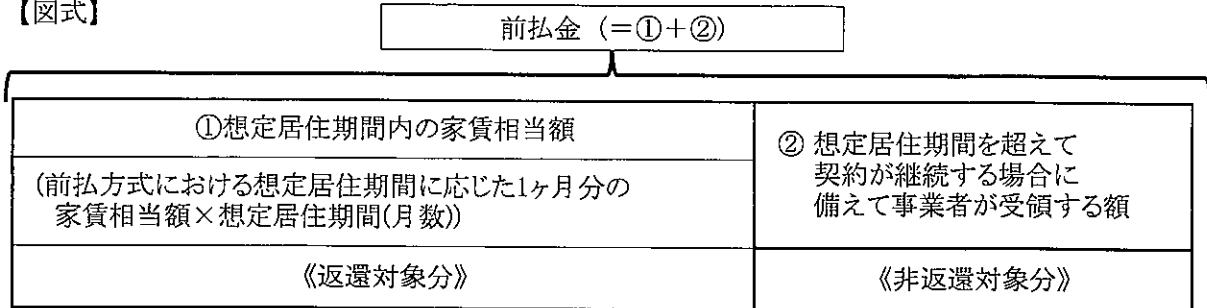 【図式】
前払金（＝①＋②）
①想定居住期間内の家賃相当額
(前払方式における想定居住期間に応じた1ヶ月分の
家賃相当額×想定居住期間(月数))
《返還対象分》
② 想定居住期間を超えて
契約が継続する場合に
備えて事業者が受領する額
《非返還対象分》